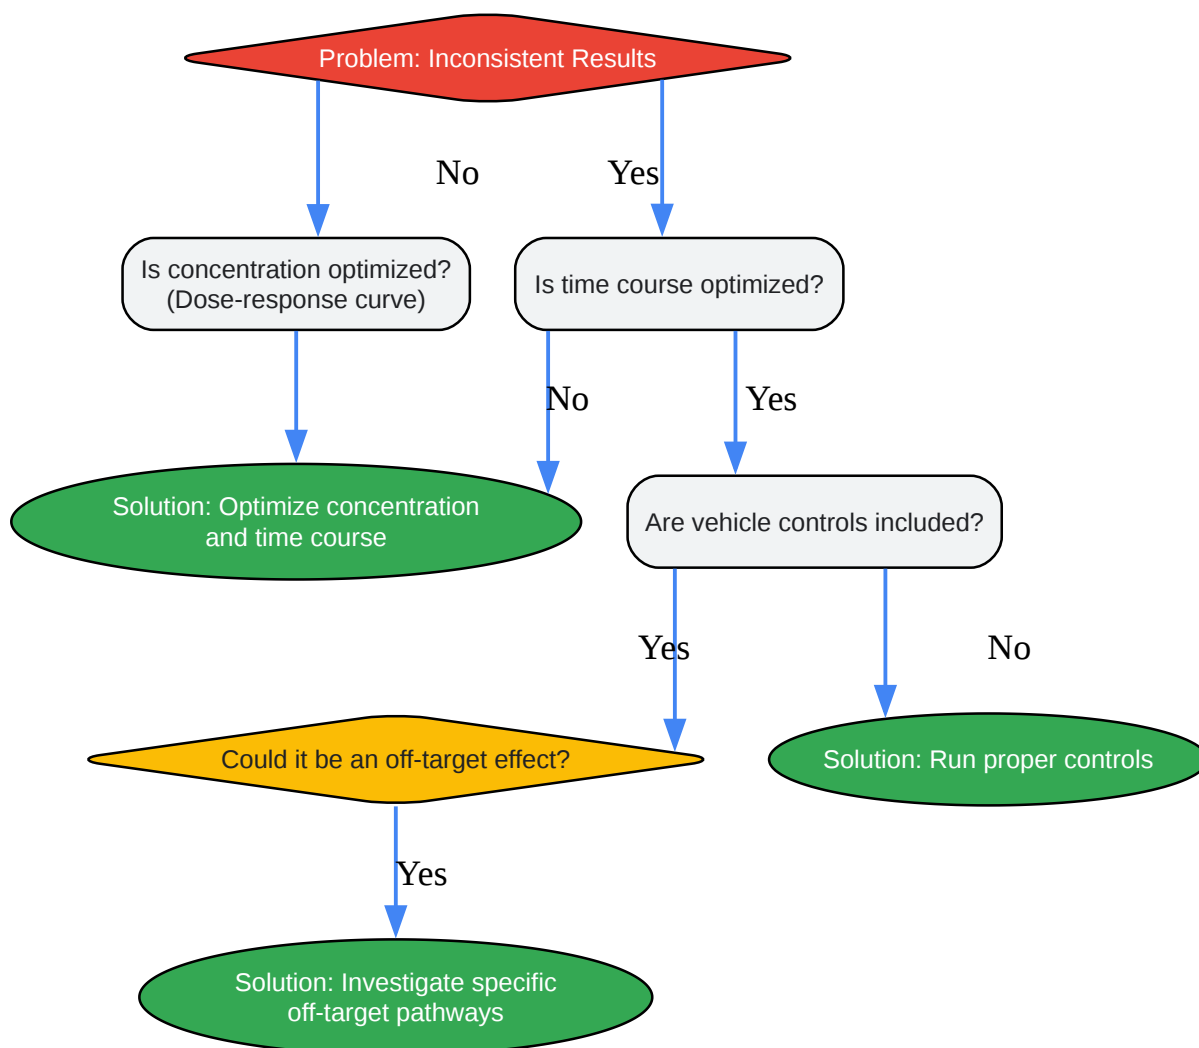 Problem: Inconsistent Results
No
Yes
Is concentration optimized?
(Dose-response curve)
Is time course optimized?
No
Yes
Solution: Optimize concentration
and time course
Are vehicle controls included?
Yes
No
Could it be an off-target effect?
Solution: Run proper controls
Yes
Solution: Investigate specific
off-target pathways